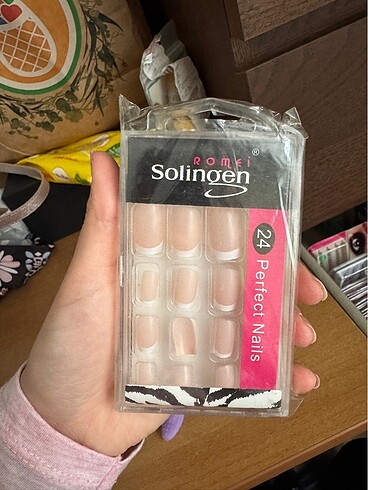 ROMEi
Solingen ®
24 Perfect Nails